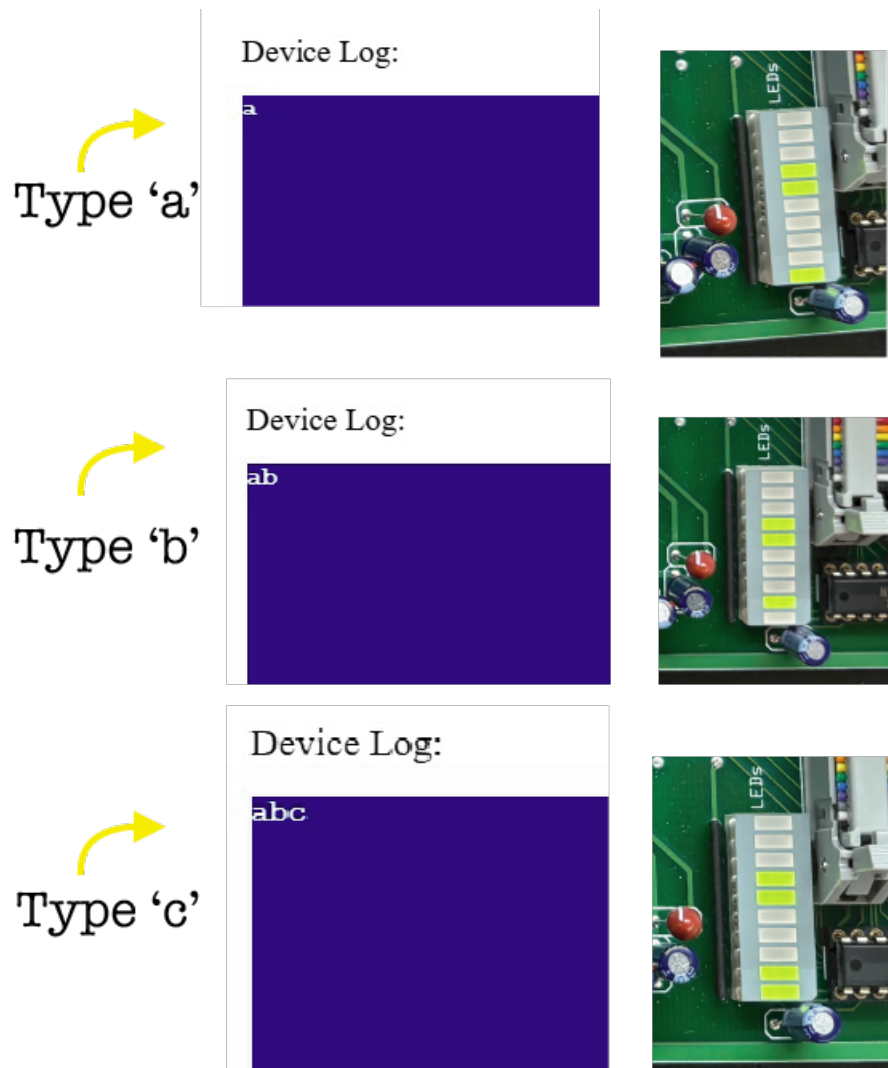 Device Log:
a
LEDs
Type ‘a’
Device Log:
ab
LEDs
Type ‘b’
Device Log:
abc
LEDs
Type ‘c’